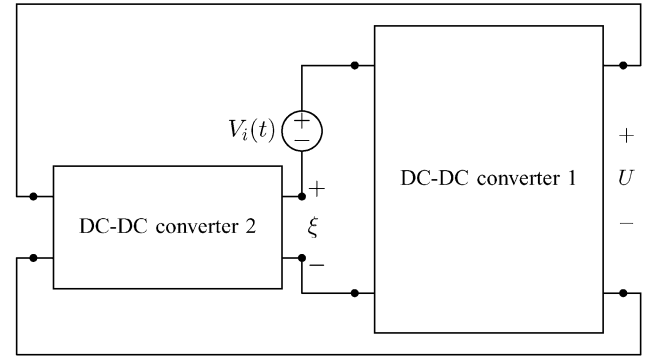 +
V_i(t)
+
−
DC-DC converter 1
U
+
ξ
DC-DC converter 2
−
−